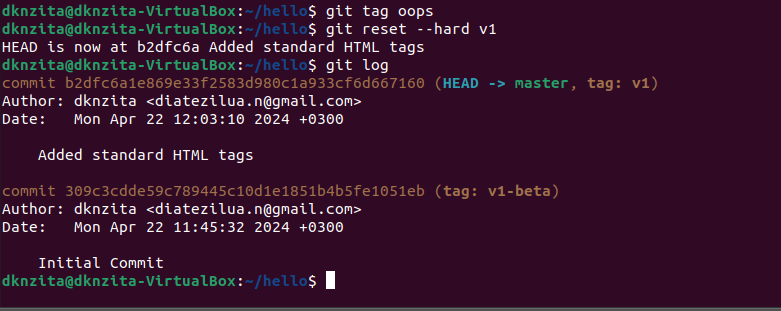 dknzita@dknzita-VirtualBox:~/hello$ git tag oops
dknzita@dknzita-VirtualBox:~/hello$ git reset --hard v1
HEAD is now at b2dfc6a Added standard HTML tags
dknzita@dknzita-VirtualBox:~/hello$ git log
commit b2dfc6a1e869e33f2583d980c1a933cf6d667160 (HEAD -> master, tag: v1)
Author: dknzita <diatezilua.n@gmail.com>
Date:   Mon Apr 22 12:03:10 2024 +0300
    Added standard HTML tags
commit 309c3cdde59c789445c10d1e1851b4b5fe1051eb (tag: v1-beta)
Author: dknzita <diatezilua.n@gmail.com>
Date:   Mon Apr 22 11:45:32 2024 +0300
    Initial Commit
dknzita@dknzita-VirtualBox:~/hello$